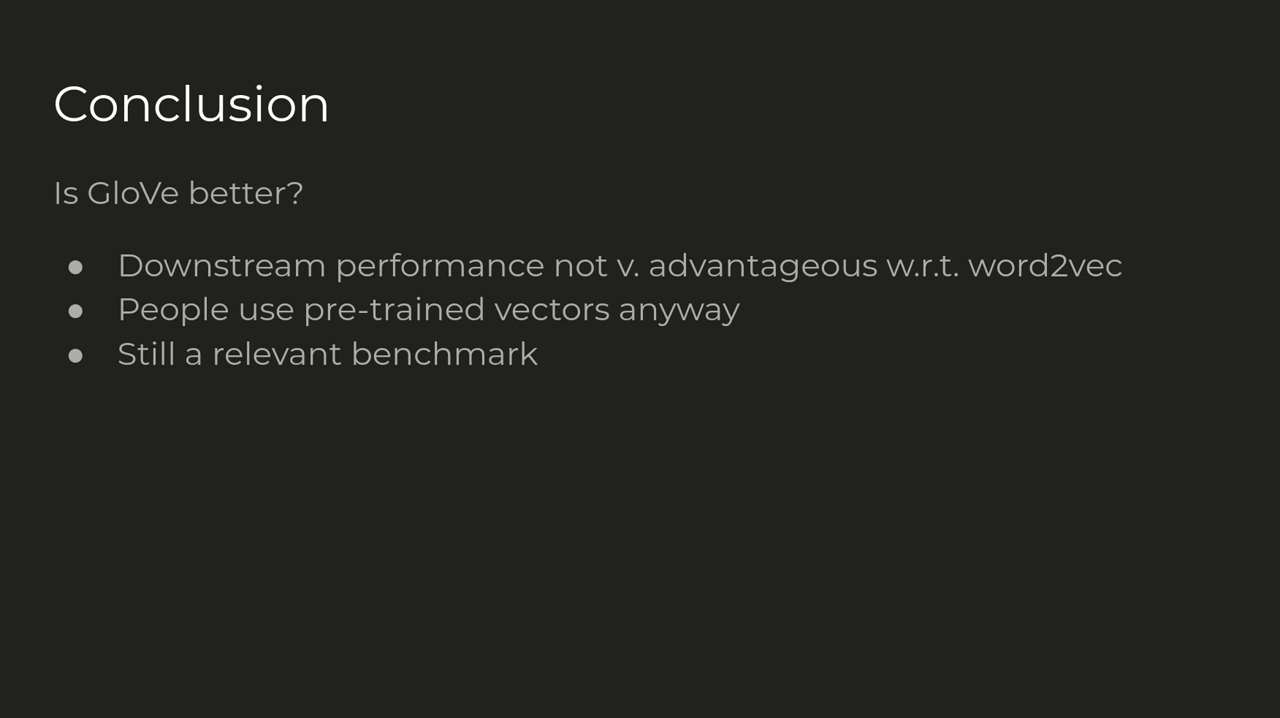 Conclusion
Is GloVe better?
● Downstream performance not v. advantageous w.r.t. word2vec
● People use pre-trained vectors anyway
● Still a relevant benchmark